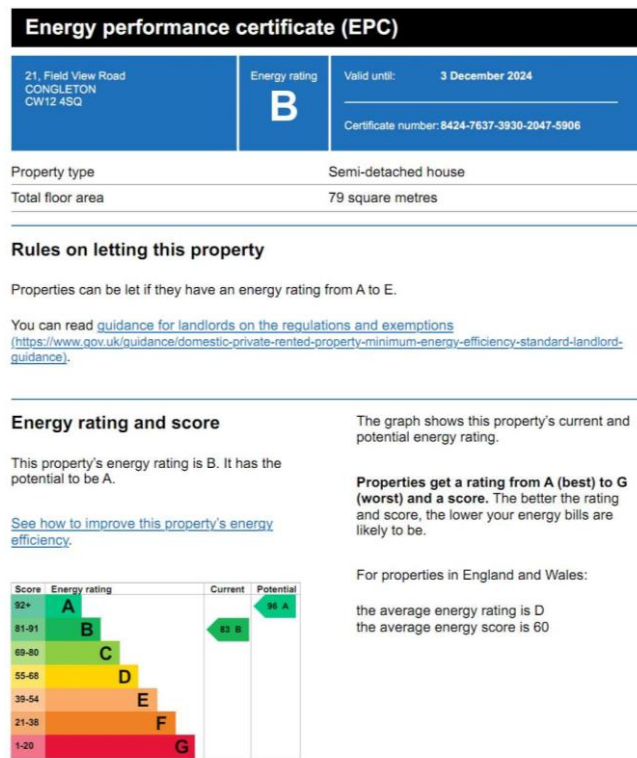 Energy performance certificate (EPC)
21, Field View Road
CONGLETON
CW12 4SQ
Energy rating
B
Valid until: 3 December 2024
Certificate number: 8424-7637-3930-2047-5906
Property type Semi-detached house
Total floor area 79 square metres
Rules on letting this property
Properties can be let if they have an energy rating from A to E.
You can read guidance for landlords on the regulations and exemptions
(https://www.gov.uk/guidance/domestic-private-rented-property-minimum-energy-efficiency-standard-landlord-
guidance).
Energy rating and score
This property's energy rating is B. It has the
potential to be A.
See how to improve this property's energy
efficiency.
Score Energy rating Current Potential
92+ A 96 A
81-91 B 83 B
69-80 C
55-68 D
39-54 E
21-38 F
1-20 G
The graph shows this property's current and
potential energy rating.
Properties get a rating from A (best) to G
(worst) and a score. The better the rating
and score, the lower your energy bills are
likely to be.
For properties in England and Wales:
the average energy rating is D
the average energy score is 60